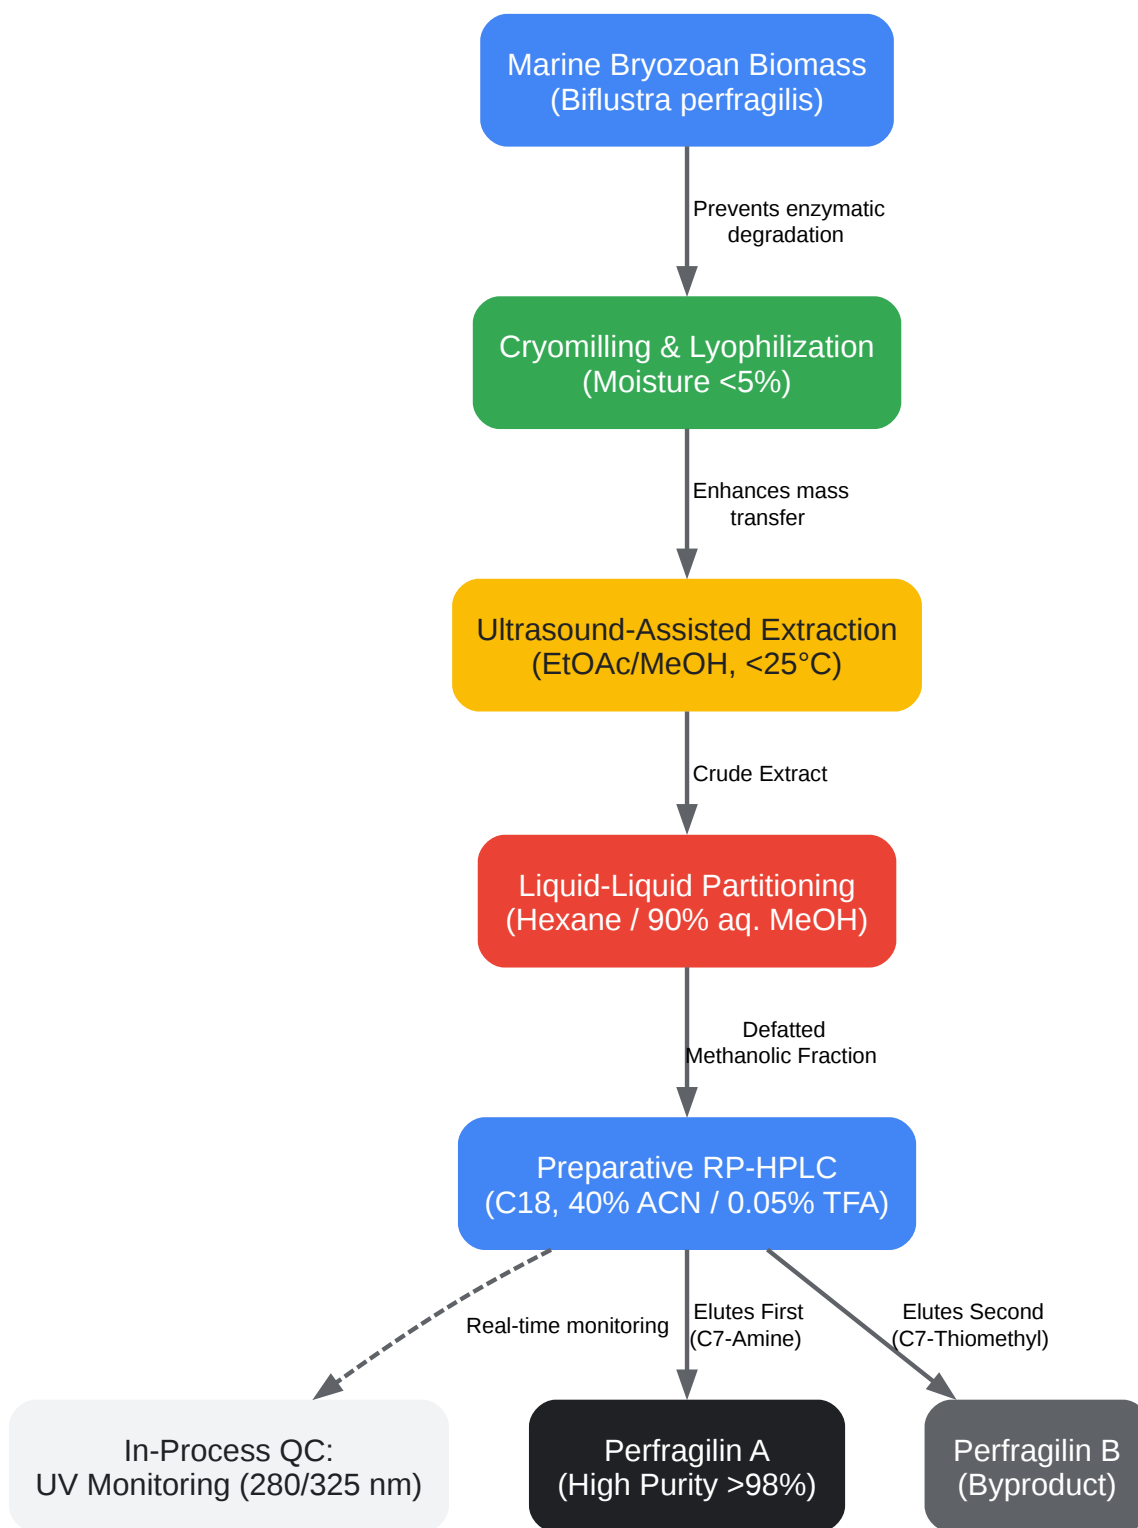 Marine Bryozoan Biomass
(Biflustra perfragilis)
Prevents enzymatic
degradation
Cryomilling & Lyophilization
(Moisture <5%)
Enhances mass
transfer
Ultrasound-Assisted Extraction
(EtOAc/MeOH, <25°C)
Crude Extract
Liquid-Liquid Partitioning
(Hexane / 90% aq. MeOH)
Defatted
Methanolic Fraction
Preparative RP-HPLC
(C18, 40% ACN / 0.05% TFA)
Real-time monitoring
Elutes First
(C7-Amine)
Elutes Second
(C7-Thiomethyl)
In-Process QC:
UV Monitoring (280/325 nm)
Perfragilin A
(High Purity >98%)
Perfragilin B
(Byproduct)